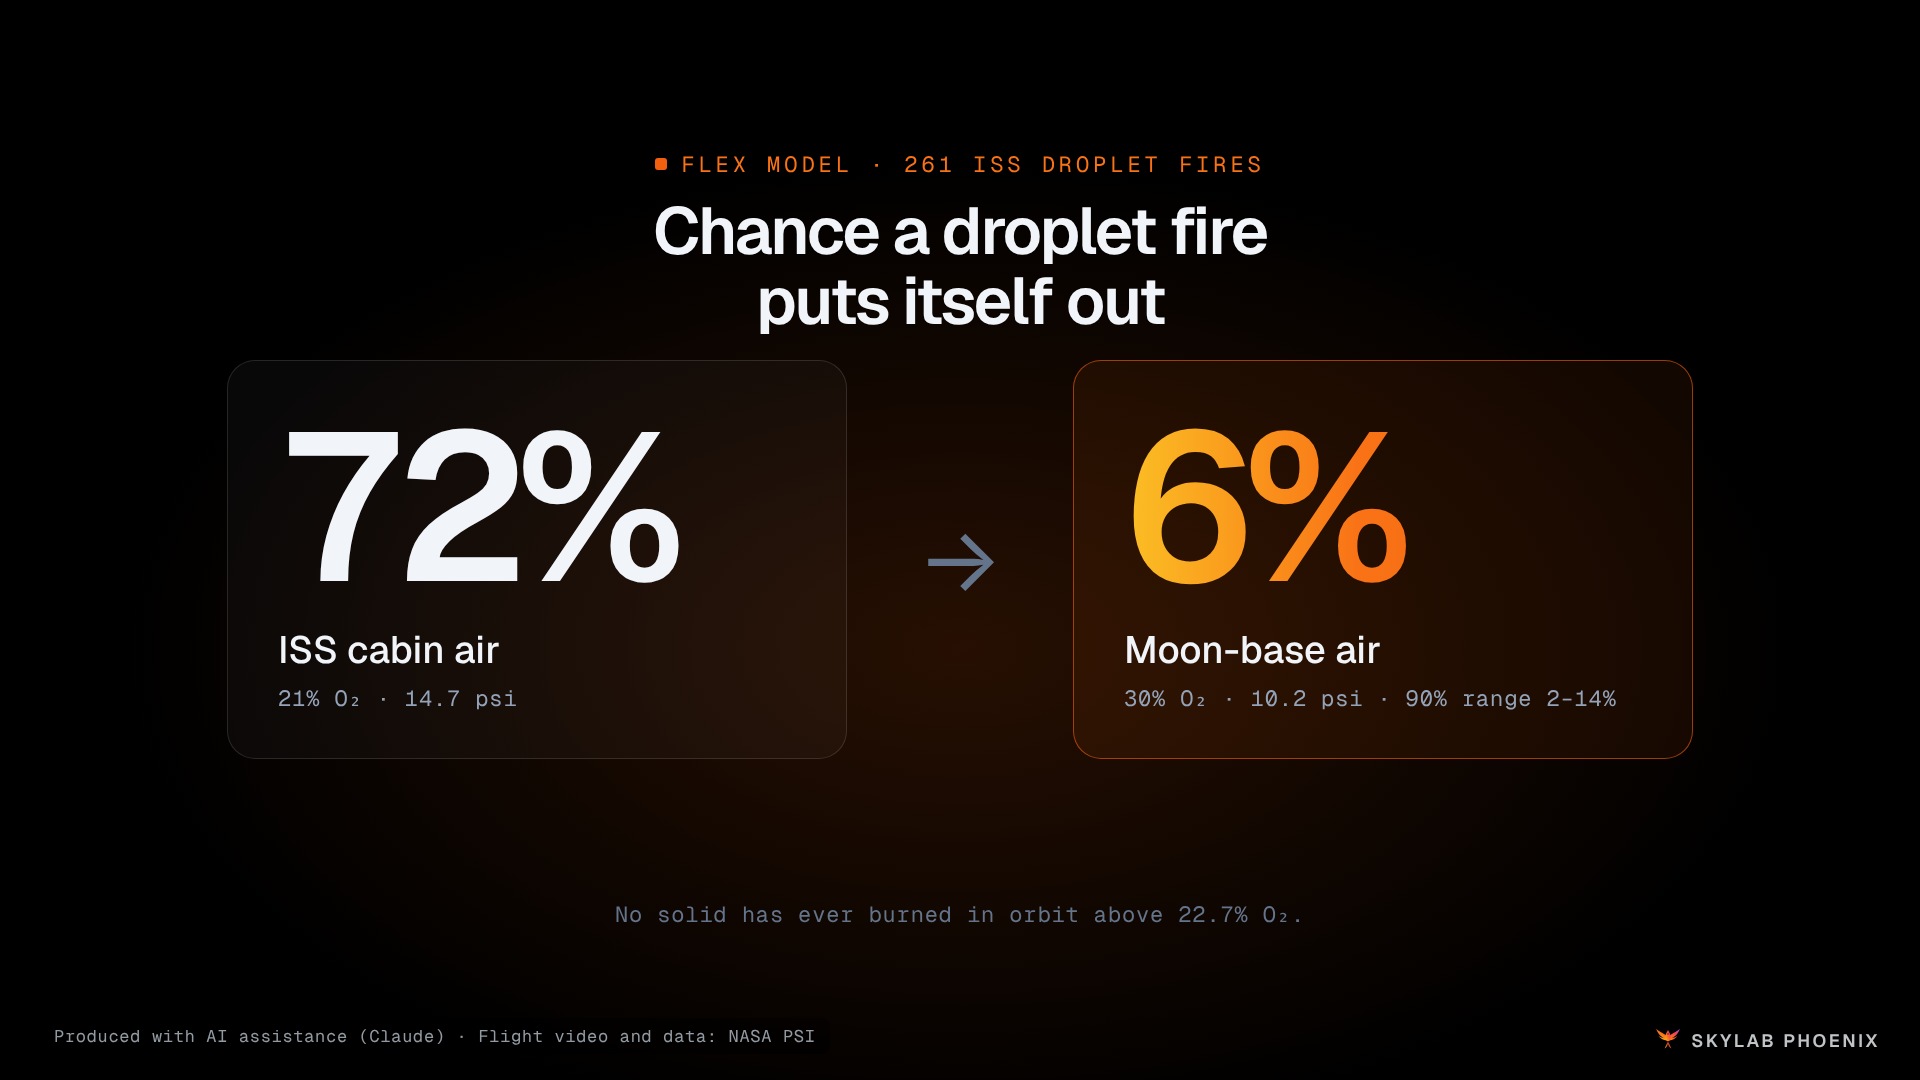 FLEX MODEL · 261 ISS DROPLET FIRES
Chance a droplet fire
puts itself out
72%
ISS cabin air
21% O₂ · 14.7 psi
→
6%
Moon-base air
30% O₂ · 10.2 psi · 90% range 2–14%
No solid has ever burned in orbit above 22.7% O₂.
Produced with AI assistance (Claude) · Flight video and data: NASA PSI
SKYLAB PHOENIX